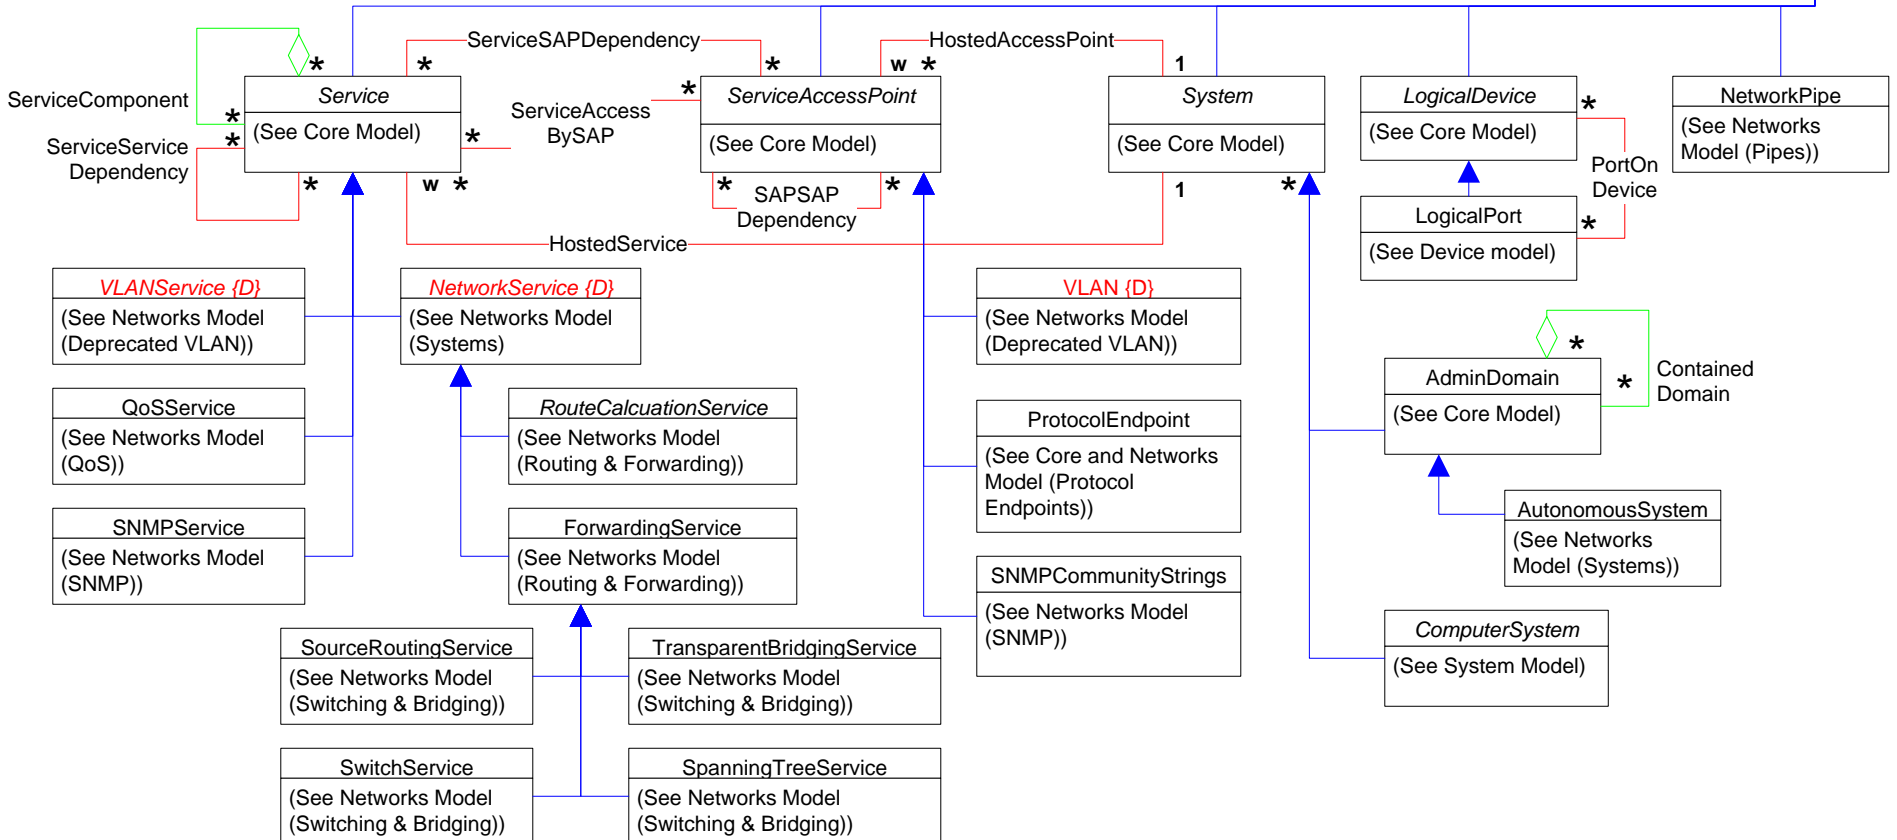 ServiceSAPDependency
HostedAccessPoint
*
*
w *
1
*
ServiceComponent
*
Service
(See Core Model)
ServiceService
Dependency
*
*
w *
*
ServiceAccess
BySAP
*
ServiceAccessPoint
(See Core Model)
*
*
SAPSAP
Dependency
System
(See Core Model)
1
*
HostedService
LogicalDevice
(See Core Model)
*
PortOn
Device
*
LogicalPort
(See Device model)
NetworkPipe
(See Networks
Model (Pipes))
VLANService {D}
(See Networks Model
(Deprecated VLAN))
NetworkService {D}
(See Networks Model
(Systems)
VLAN {D}
(See Networks Model
(Deprecated VLAN))
*
*
Contained
Domain
AdminDomain
(See Core Model)
QoSService
(See Networks Model
(QoS))
RouteCalcuationService
(See Networks Model
(Routing & Forwarding))
ProtocolEndpoint
(See Core and Networks
Model (Protocol
Endpoints))
AutonomousSystem
(See Networks
Model (Systems))
SNMPService
(See Networks Model
(SNMP))
ForwardingService
(See Networks Model
(Routing & Forwarding))
SNMPCommunityStrings
(See Networks Model
(SNMP))
ComputerSystem
(See System Model)
SourceRoutingService
(See Networks Model
(Switching & Bridging))
TransparentBridgingService
(See Networks Model
(Switching & Bridging))
SwitchService
(See Networks Model
(Switching & Bridging))
SpanningTreeService
(See Networks Model
(Switching & Bridging))